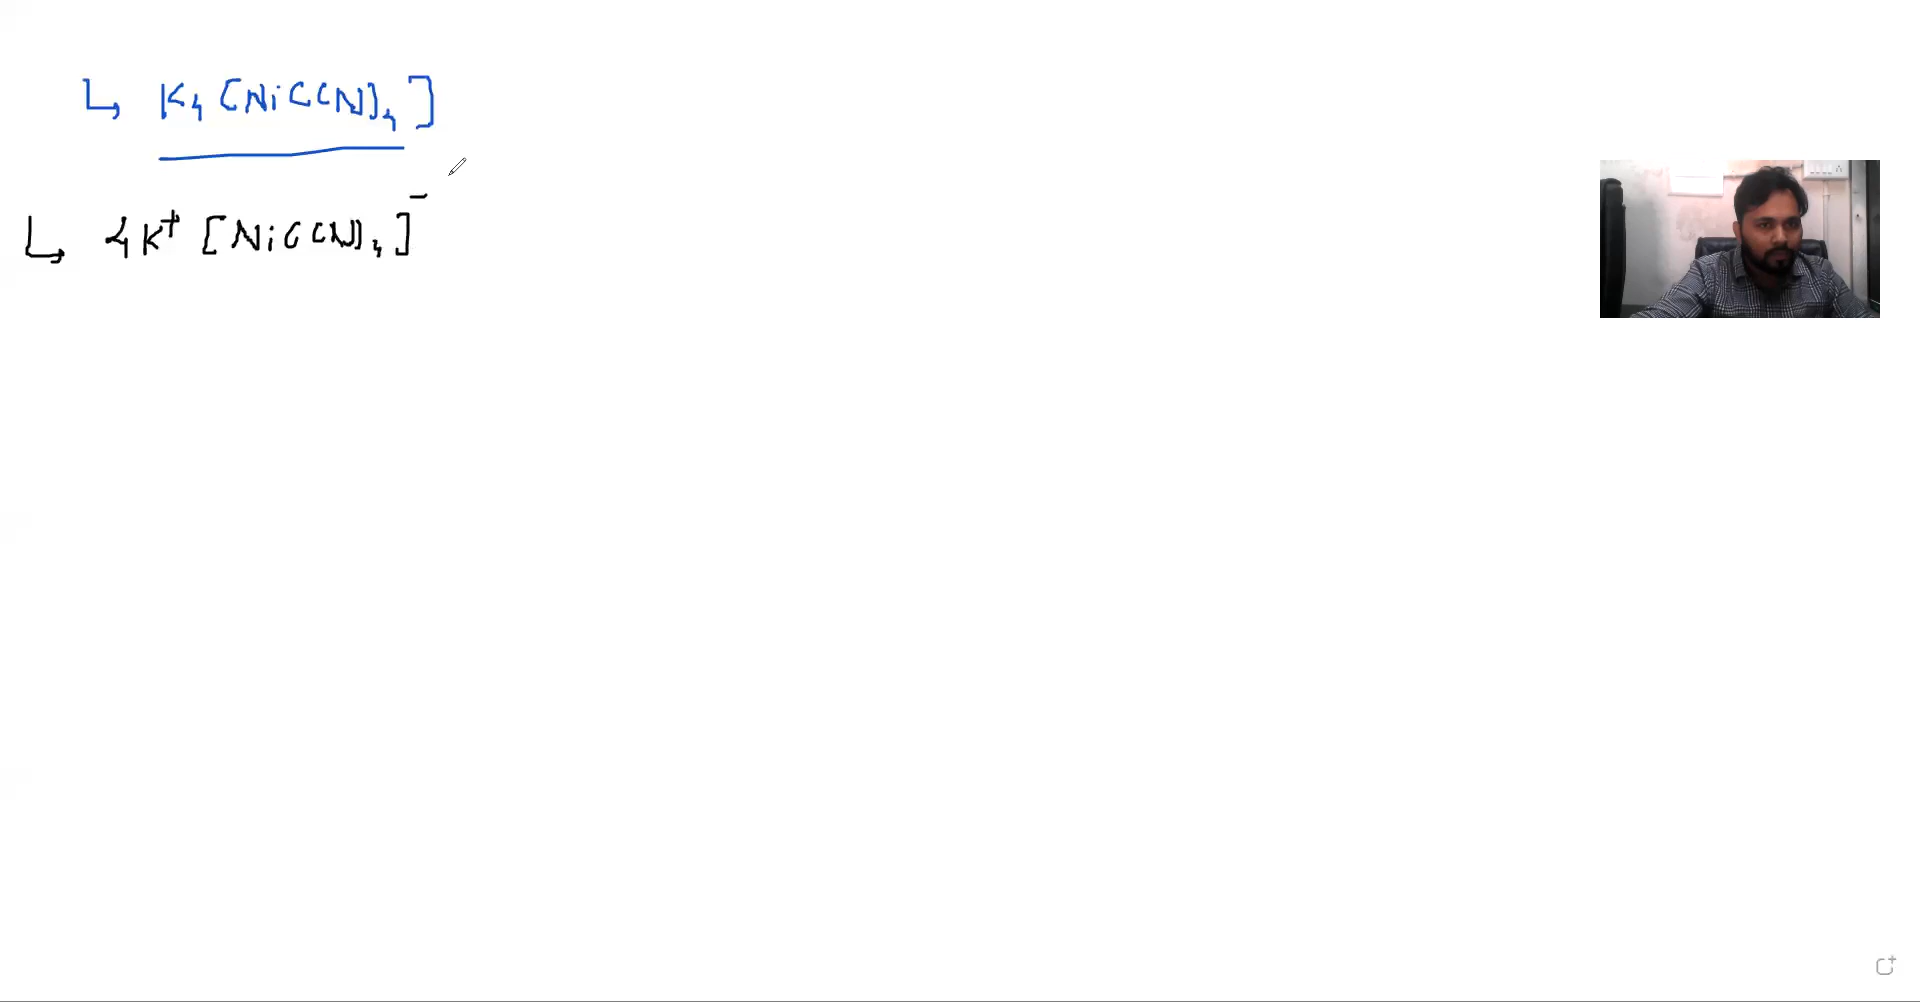 ↳ K₄[Ni(CN)₄]
↳ 4K⁺ [Ni(CN)₄]⁻